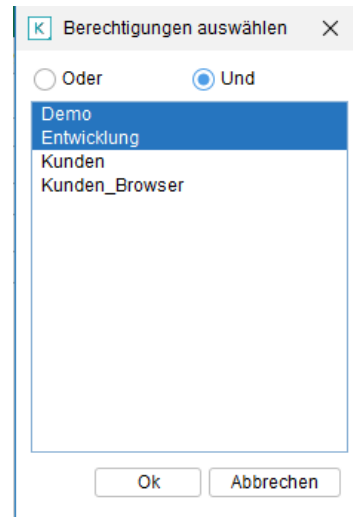 K Berechtigungen auswählen
Oder Und
Demo
Entwicklung
Kunden
Kunden_Browser
Ok Abbrechen